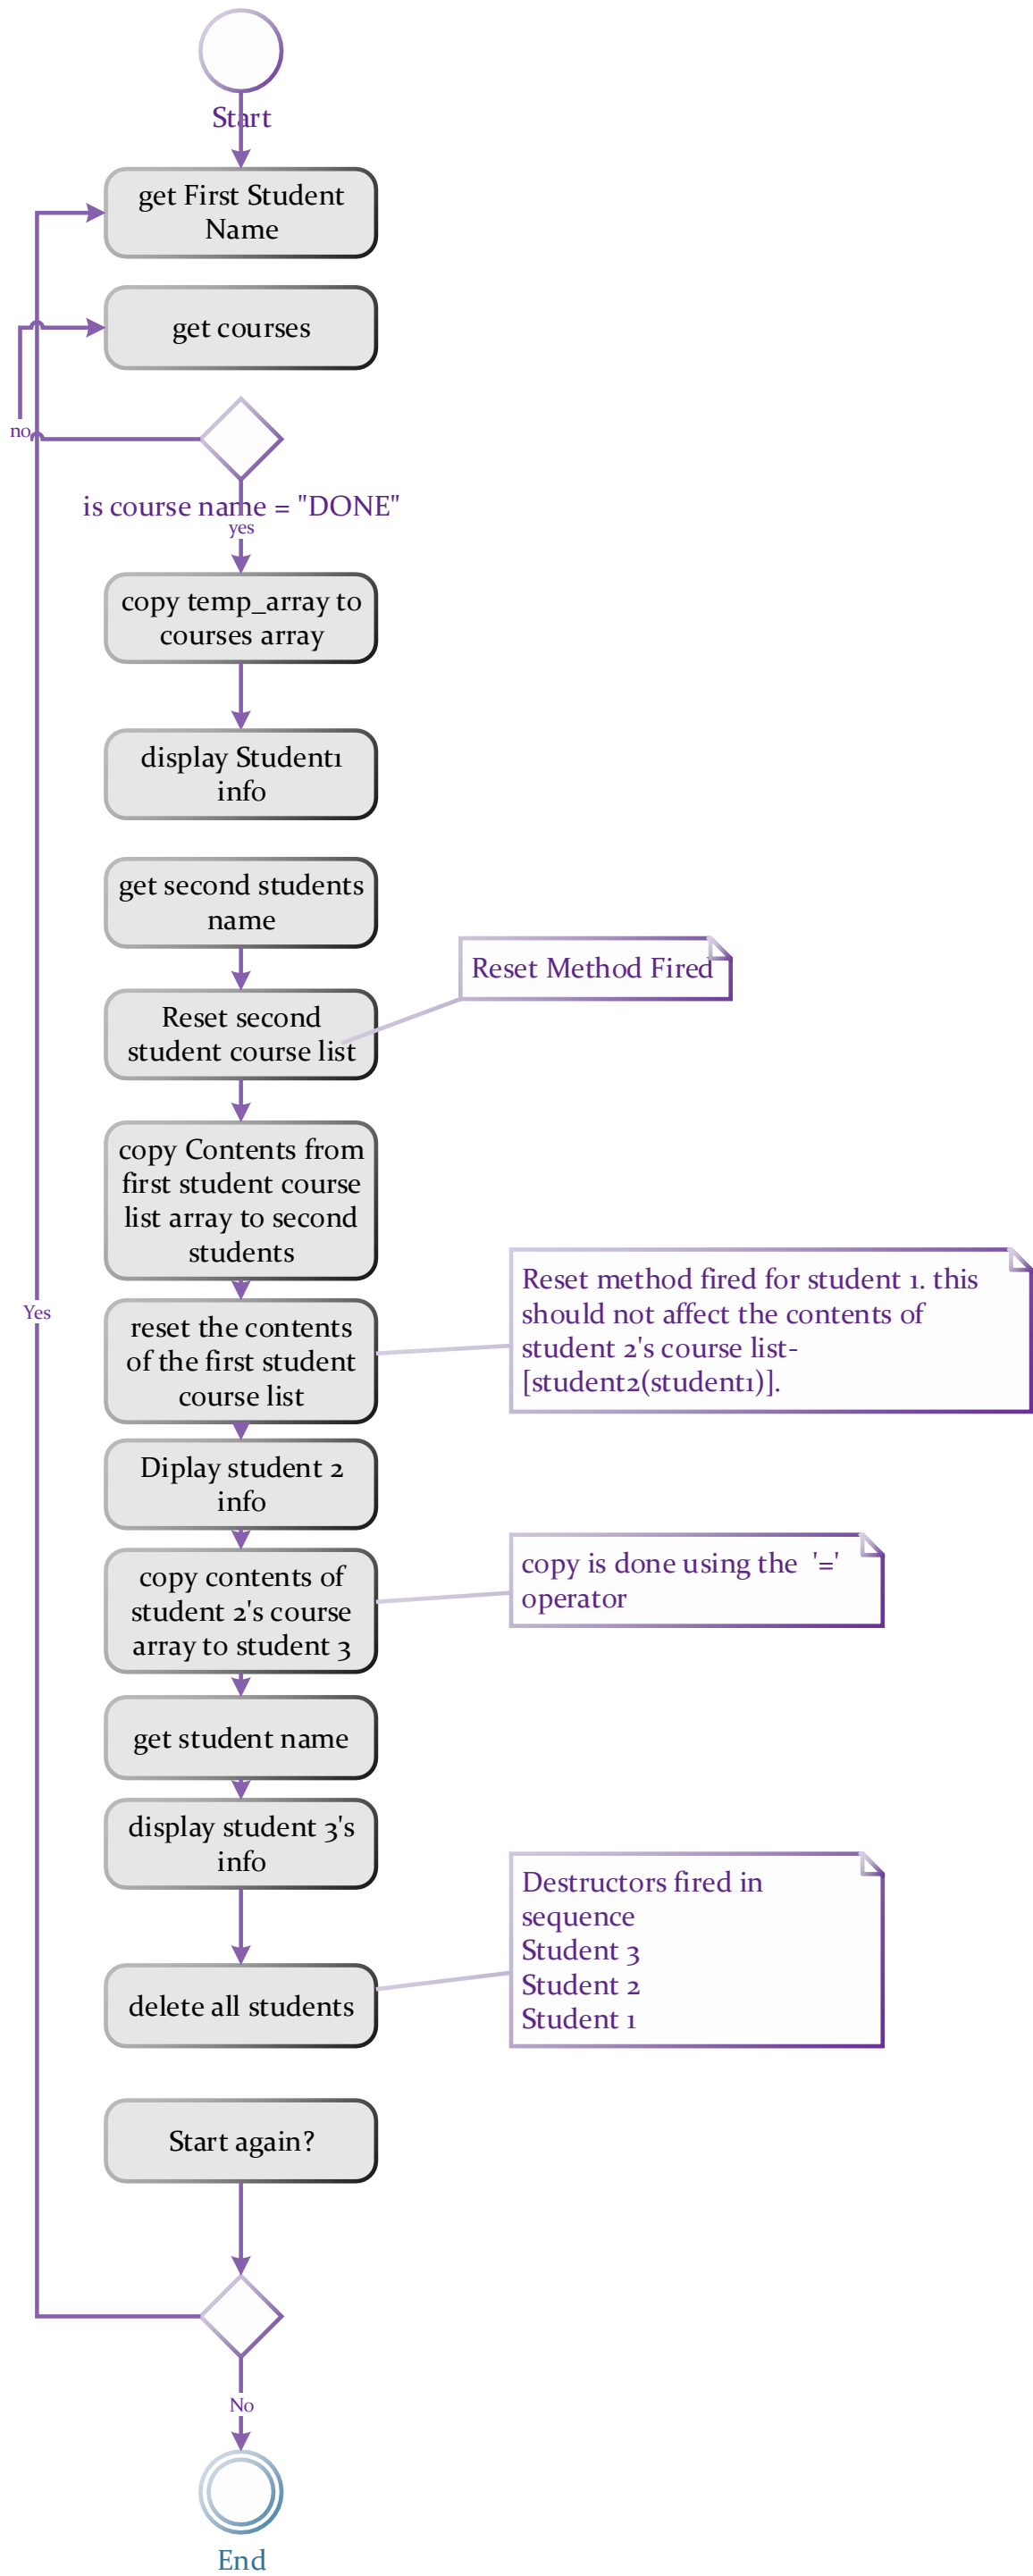 Start
get First Student
Name
get courses
no
is course name = "DONE"
yes
copy temp_array to
courses array
display Student1
info
get second students
name
Reset Method Fired
Reset second
student course list
copy Contents from
first student course
list array to second
students
Reset method fired for student 1. this
should not affect the contents of
student 2's course list-
[student2(student1)].
Yes
reset the contents
of the first student
course list
Diplay student 2
info
copy is done using the '='
operator
copy contents of
student 2's course
array to student 3
get student name
display student 3's
info
Destructors fired in
sequence
Student 3
Student 2
Student 1
delete all students
Start again?
No
End